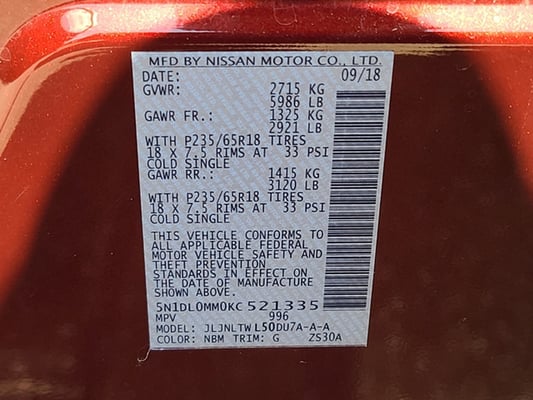 MFD BY NISSAN MOTOR CO., LTD.
DATE: 09/18
GVWR: 2715 KG
5986 LB
GAWR FR.: 1325 KG
2921 LB
WITH P235/65R18 TIRES
18 X 7.5 RIMS AT 33 PSI
COLD SINGLE
GAWR RR.: 1415 KG
3120 LB
WITH P235/65R18 TIRES
18 X 7.5 RIMS AT 33 PSI
COLD SINGLE
THIS VEHICLE CONFORMS TO
ALL APPLICABLE FEDERAL
MOTOR VEHICLE SAFETY AND
THEFT PREVENTION
STANDARDS IN EFFECT ON
THE DATE OF MANUFACTURE
SHOWN ABOVE.
5N1DL0MM0KC 521335
MPV 996
MODEL: JLJNLTW L50DU7A-A-A
COLOR: NBM TRIM: G ZS30A